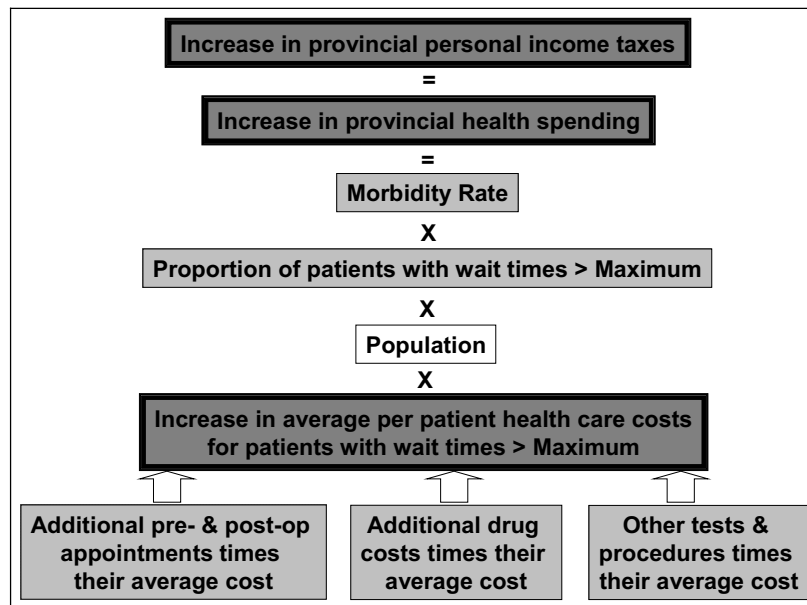 Increase in provincial personal income taxes
=
Increase in provincial health spending
=
Morbidity Rate
X
Proportion of patients with wait times > Maximum
X
Population
X
Increase in average per patient health care costs
for patients with wait times > Maximum
Additional pre- & post-op
appointments times
their average cost
Additional drug
costs times their
average cost
Other tests &
procedures times
their average cost